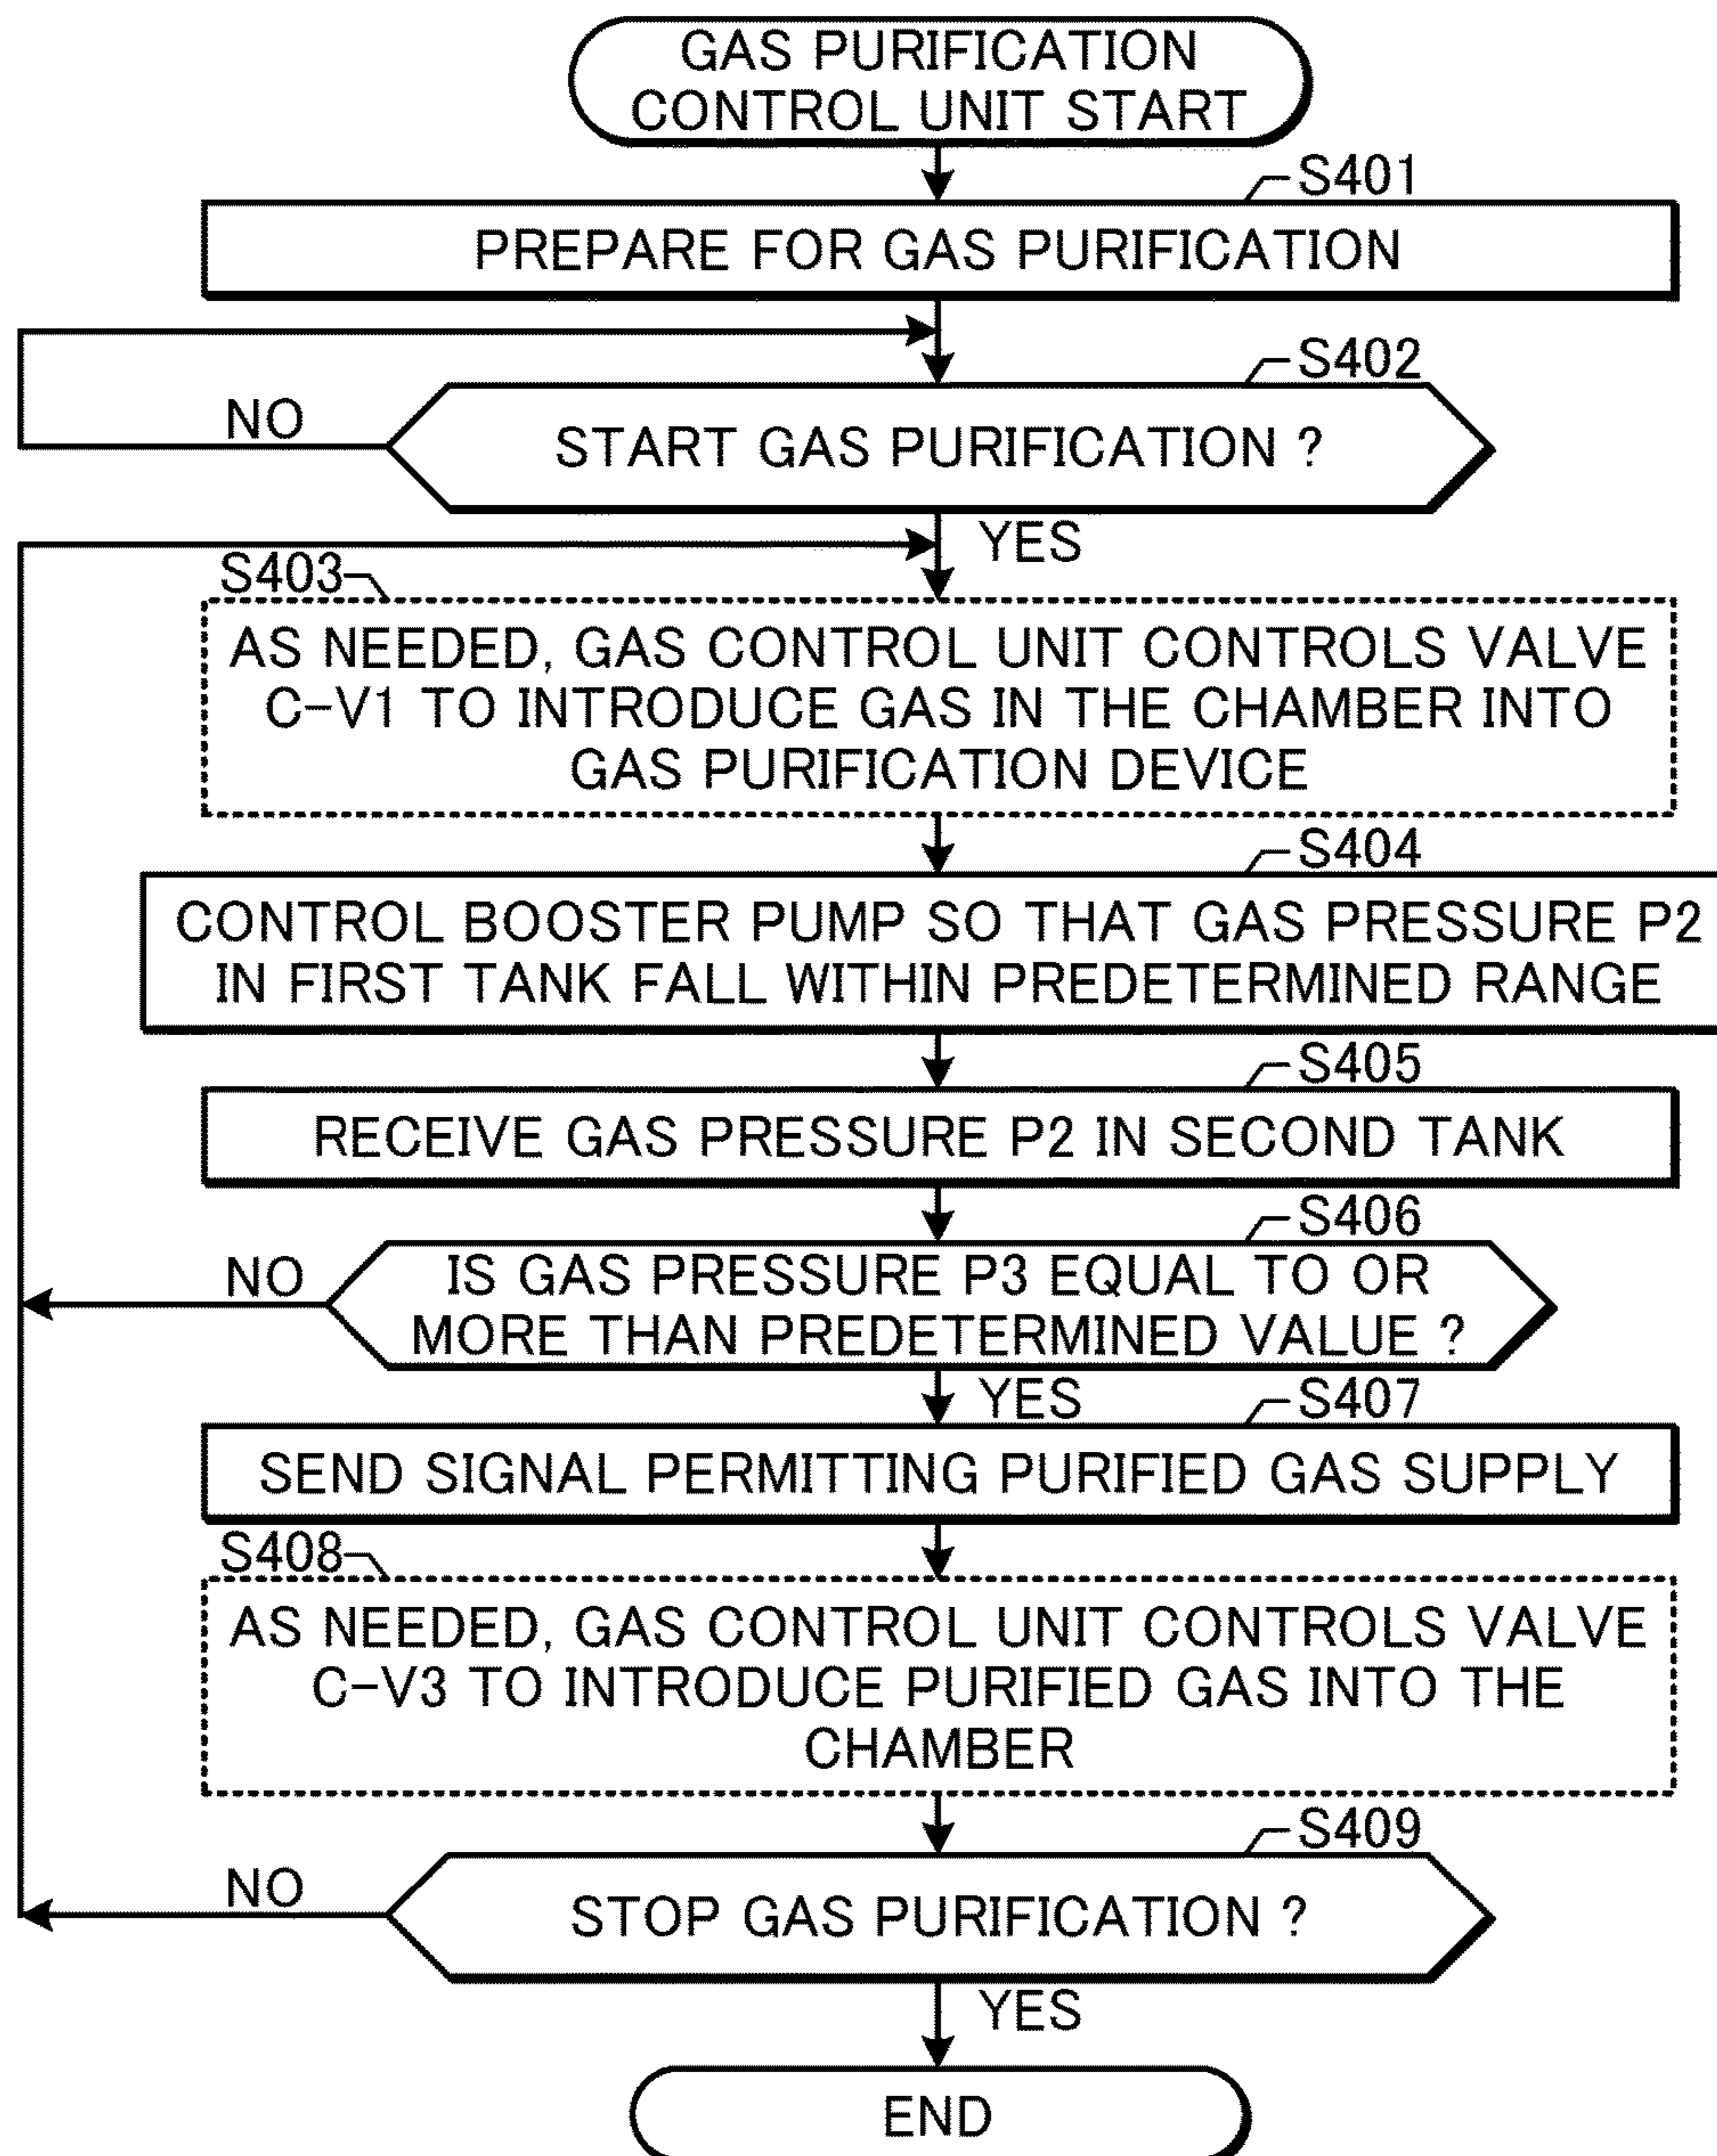 GAS PURIFICATION
CONTROL UNIT START
S401
PREPARE FOR GAS PURIFICATION
S402
NO
START GAS PURIFICATION ?
YES
S403
AS NEEDED, GAS CONTROL UNIT CONTROLS VALVE
C-V1 TO INTRODUCE GAS IN THE CHAMBER INTO
GAS PURIFICATION DEVICE
S404
CONTROL BOOSTER PUMP SO THAT GAS PRESSURE P2
IN FIRST TANK FALL WITHIN PREDETERMINED RANGE
S405
RECEIVE GAS PRESSURE P2 IN SECOND TANK
S406
NO
IS GAS PRESSURE P3 EQUAL TO OR
MORE THAN PREDETERMINED VALUE ?
YES
S407
SEND SIGNAL PERMITTING PURIFIED GAS SUPPLY
S408
AS NEEDED, GAS CONTROL UNIT CONTROLS VALVE
C-V3 TO INTRODUCE PURIFIED GAS INTO THE
CHAMBER
S409
NO
STOP GAS PURIFICATION ?
YES
END